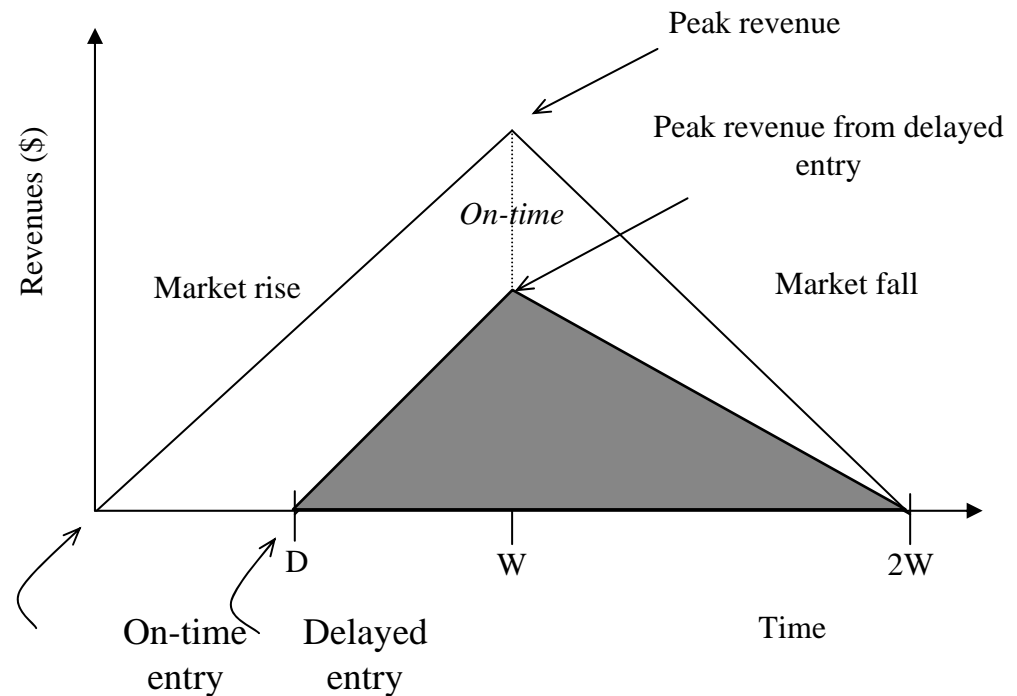 Peak revenue
Peak revenue from delayed
entry
Revenues ($)
On-time
Market rise
Market fall
D
W
2W
On-time
entry
Delayed
entry
Time